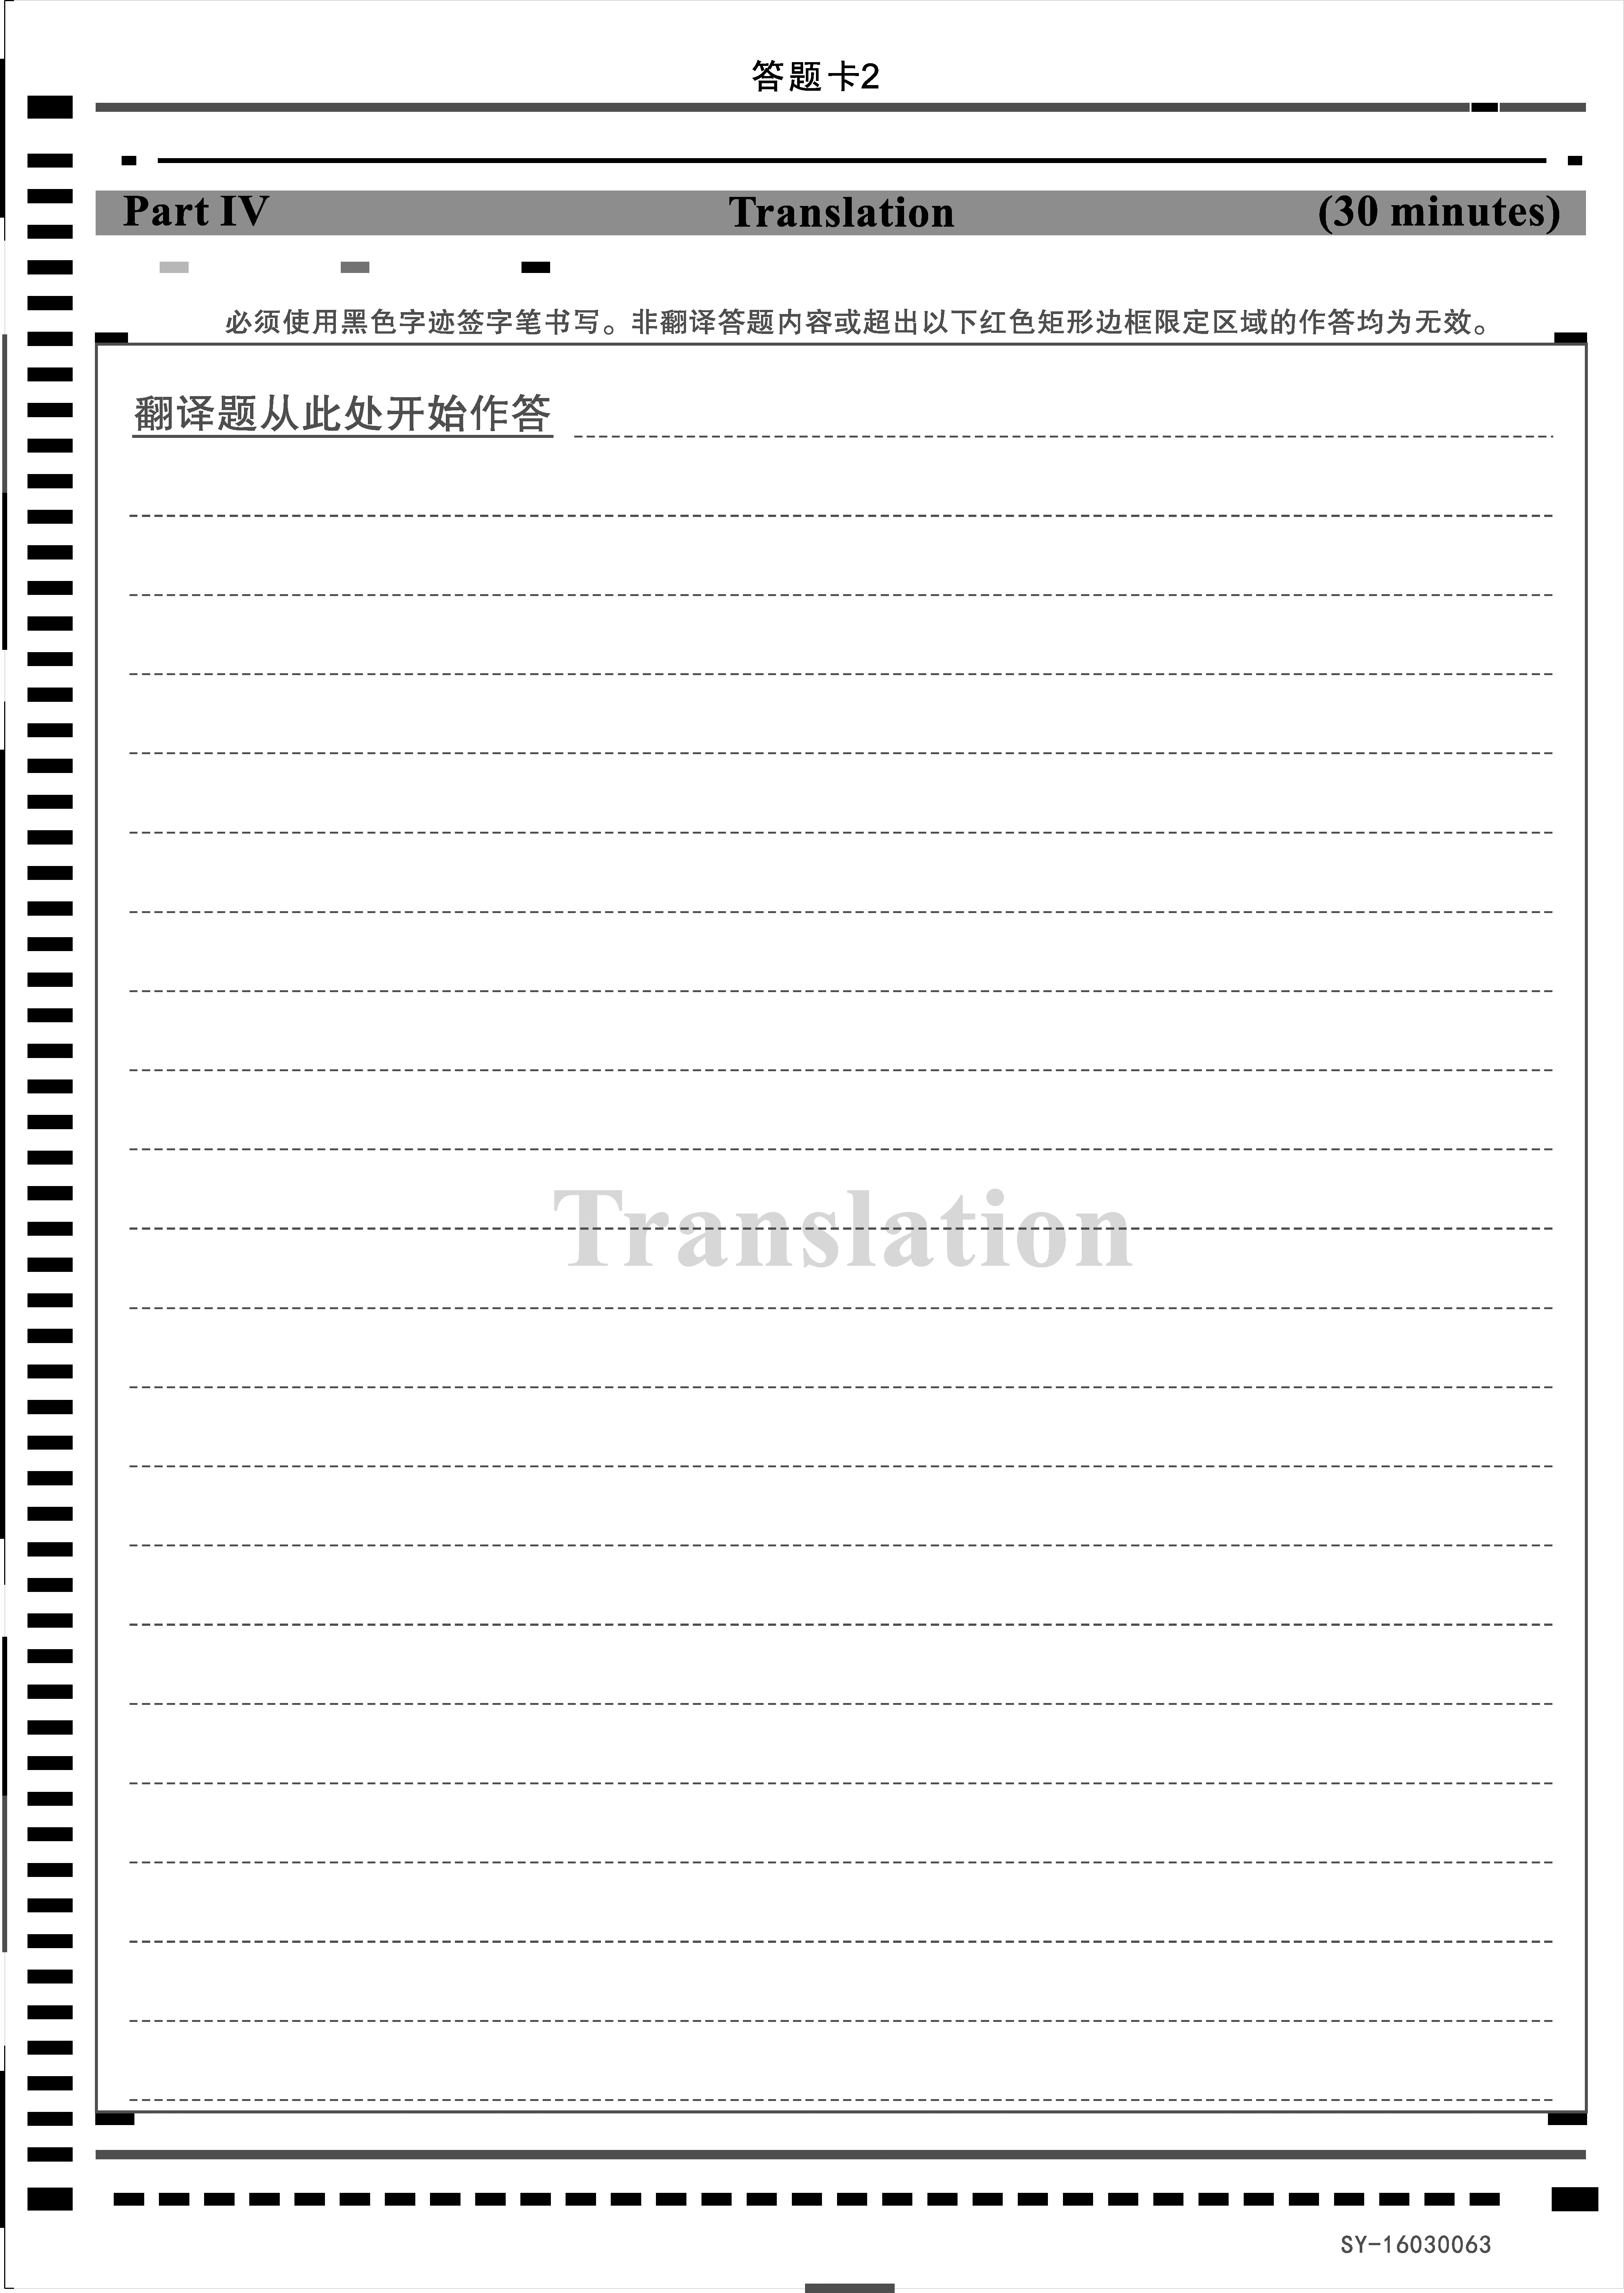 答题卡2
Part IV Translation (30 minutes)
必须使用黑色字迹签字笔书写。非翻译答题内容或超出以下红色矩形边框限定区域的作答均为无效。
翻译题从此处开始作答
Translation
SY-16030063